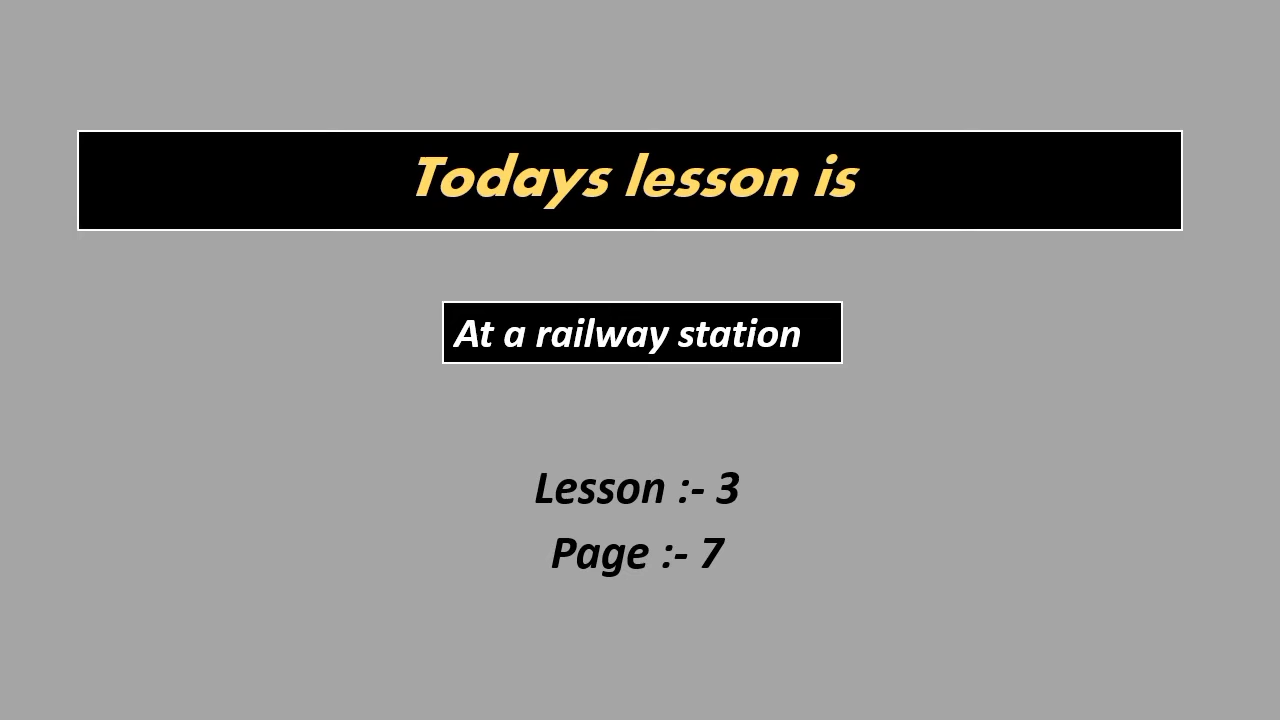 Todays lesson is
At a railway station
Lesson :- 3
Page :- 7